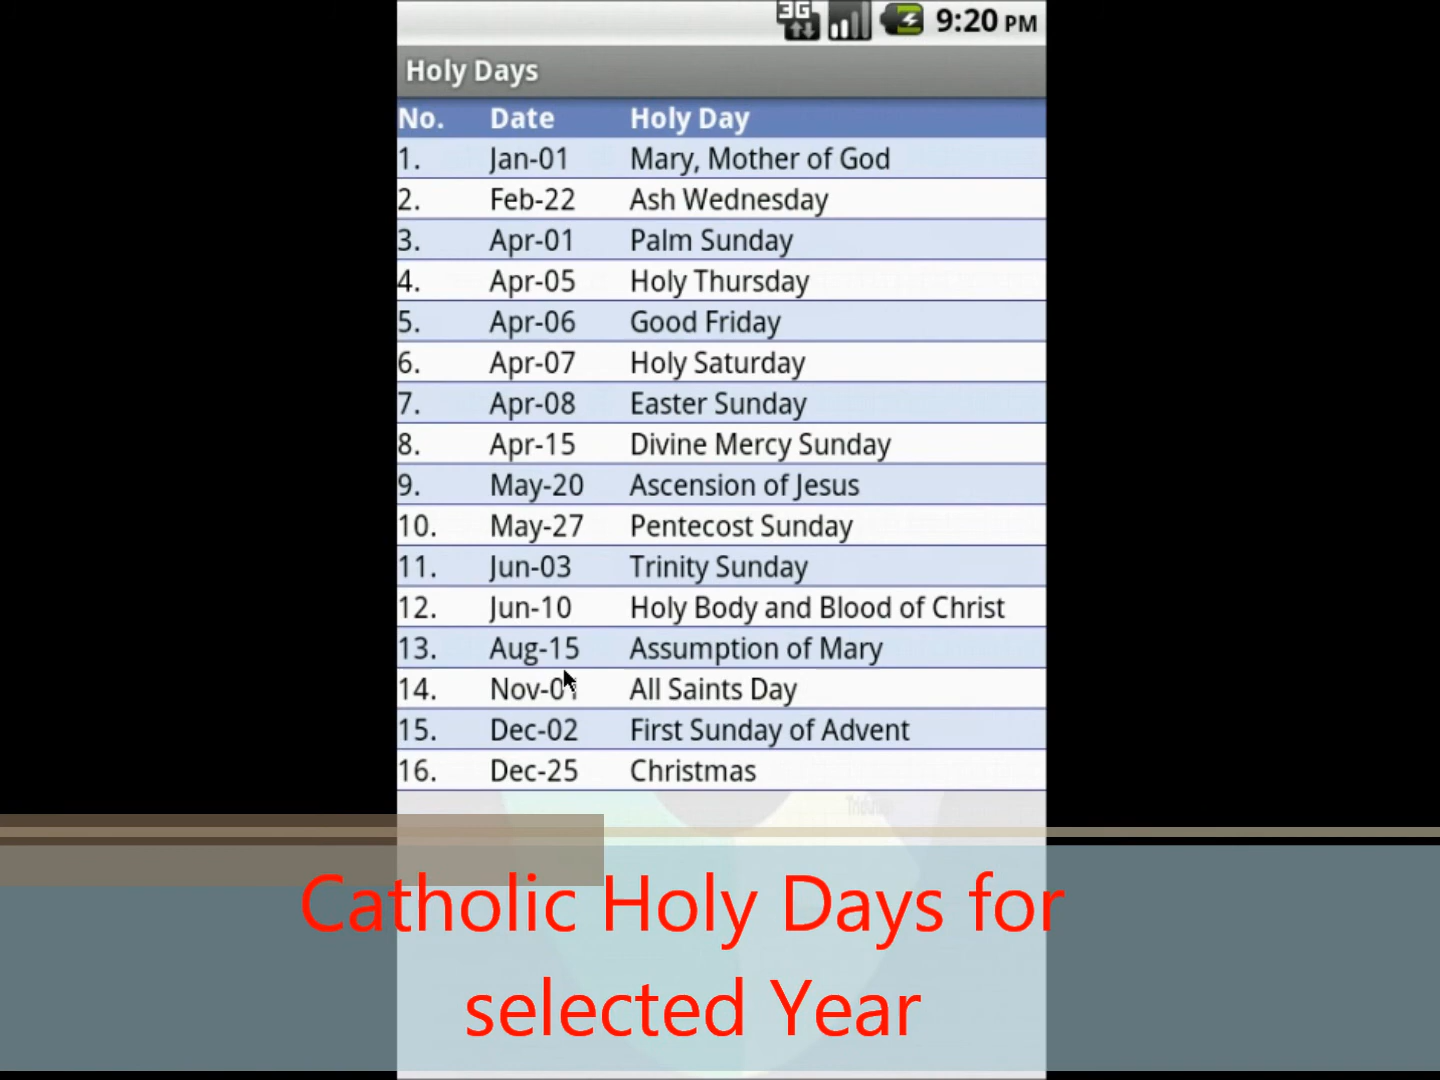 3G 9:20 PM
Holy Days
No. Date Holy Day
1. Jan-01 Mary, Mother of God
2. Feb-22 Ash Wednesday
3. Apr-01 Palm Sunday
4. Apr-05 Holy Thursday
5. Apr-06 Good Friday
6. Apr-07 Holy Saturday
7. Apr-08 Easter Sunday
8. Apr-15 Divine Mercy Sunday
9. May-20 Ascension of Jesus
10. May-27 Pentecost Sunday
11. Jun-03 Trinity Sunday
12. Jun-10 Holy Body and Blood of Christ
13. Aug-15 Assumption of Mary
14. Nov-01 All Saints Day
15. Dec-02 First Sunday of Advent
16. Dec-25 Christmas
Catholic Holy Days for
selected Year